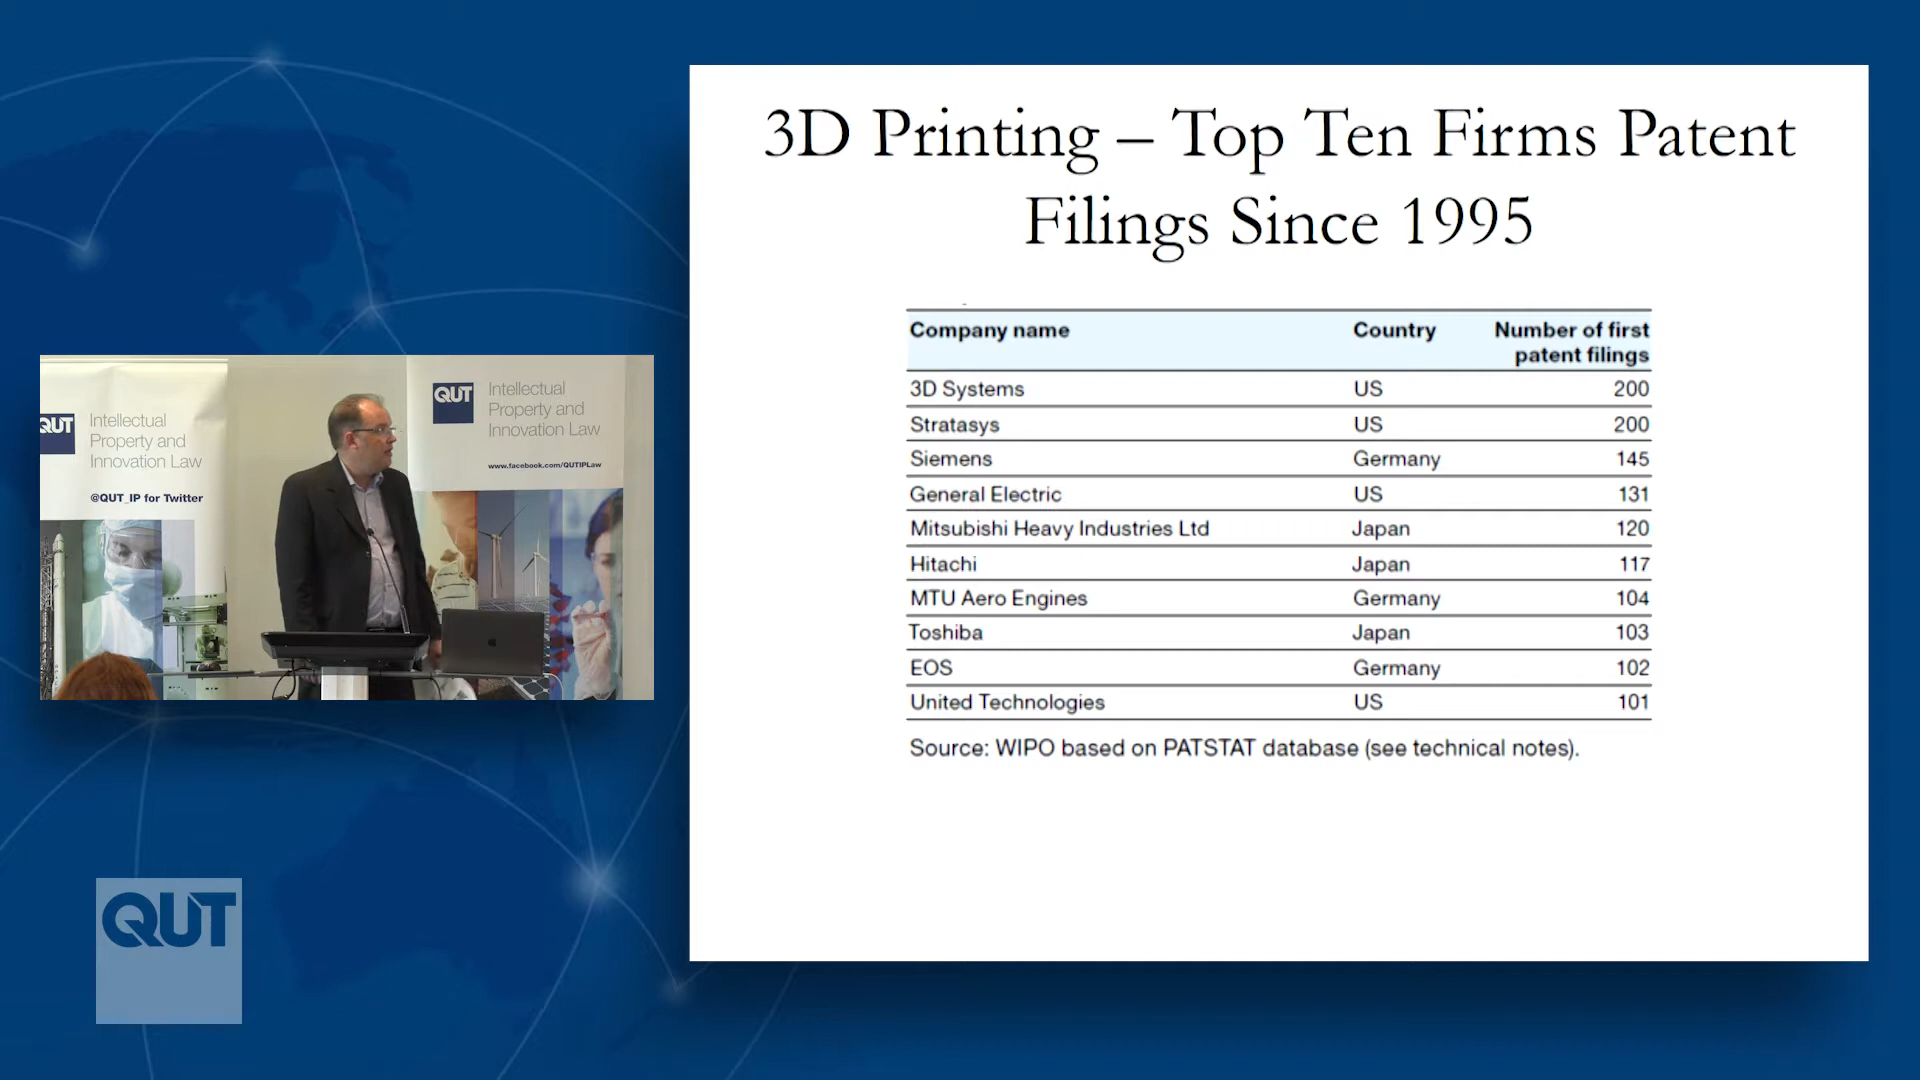 3D Printing – Top Ten Firms Patent
Filings Since 1995
Company name Country Number of first
patent filings
3D Systems US 200
Stratasys US 200
Siemens Germany 145
General Electric US 131
Mitsubishi Heavy Industries Ltd Japan 120
Hitachi Japan 117
MTU Aero Engines Germany 104
Toshiba Japan 103
EOS Germany 102
United Technologies US 101
Source: WIPO based on PATSTAT database (see technical notes).
QUT
Intellectual
Property and
Innovation Law
@QUT_IP for Twitter
QUT
Intellectual
Property and
Innovation Law
www.facebook.com/QUTIPLaw
QUT